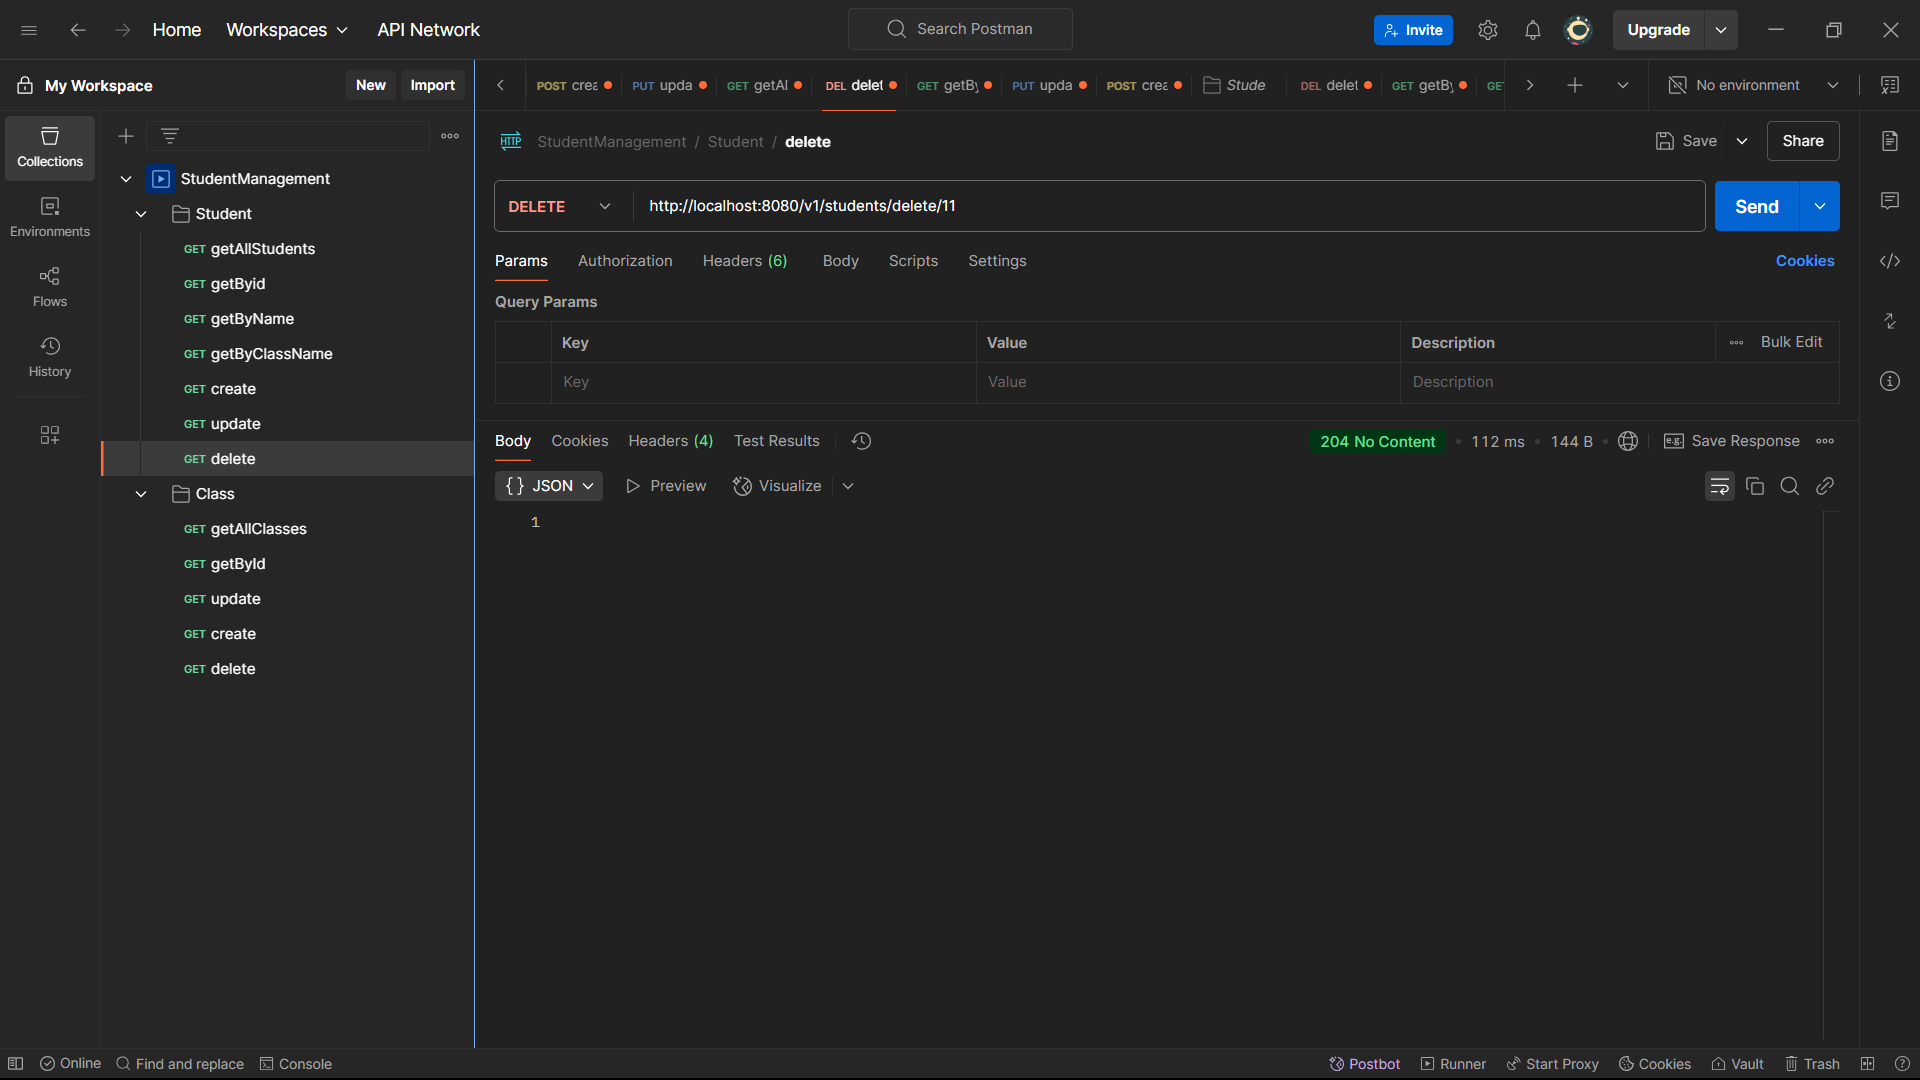 Home Workspaces API Network Search Postman Invite Upgrade
My Workspace New Import
POST crea PUT upda GET getAl DEL delet GET getBy PUT upda POST crea Stude DEL delet GET getBy GET No environment
Collections
Environments
Flows
History
StudentManagement
Student
GET getAllStudents
GET getByid
GET getByName
GET getByClassName
GET create
GET update
GET delete
Class
GET getAllClasses
GET getById
GET update
GET create
GET delete
HTTP StudentManagement / Student / delete Save Share
DELETE http://localhost:8080/v1/students/delete/11 Send
Params Authorization Headers (6) Body Scripts Settings Cookies
Query Params
Key Value Description Bulk Edit
Key Value Description
Body Cookies Headers (4) Test Results 204 No Content • 112 ms • 144 B • e.g. Save Response
{} JSON Preview Visualize
1
Online Find and replace Console Postbot Runner Start Proxy Cookies Vault Trash